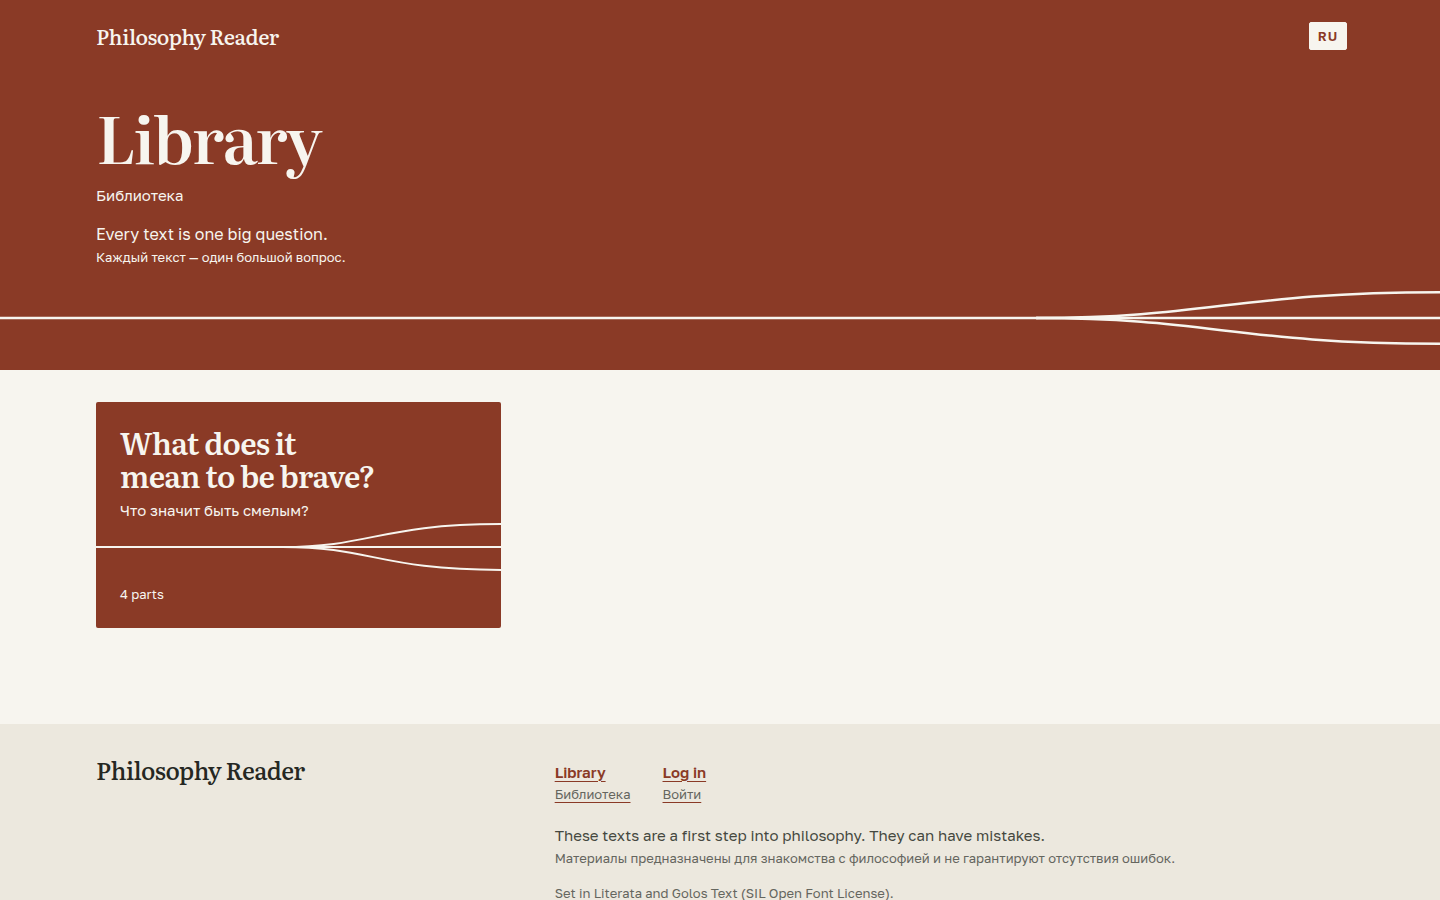 Philosophy Reader
RU
Library
Библиотека
Every text is one big question.
Каждый текст — один большой вопрос.
What does it
mean to be brave?
Что значит быть смелым?
4 parts
Philosophy Reader
Library
Log in
Библиотека
Войти
These texts are a first step into philosophy. They can have mistakes.
Материалы предназначены для знакомства с философией и не гарантируют отсутствия ошибок.
Set in Literata and Golos Text (SIL Open Font License).